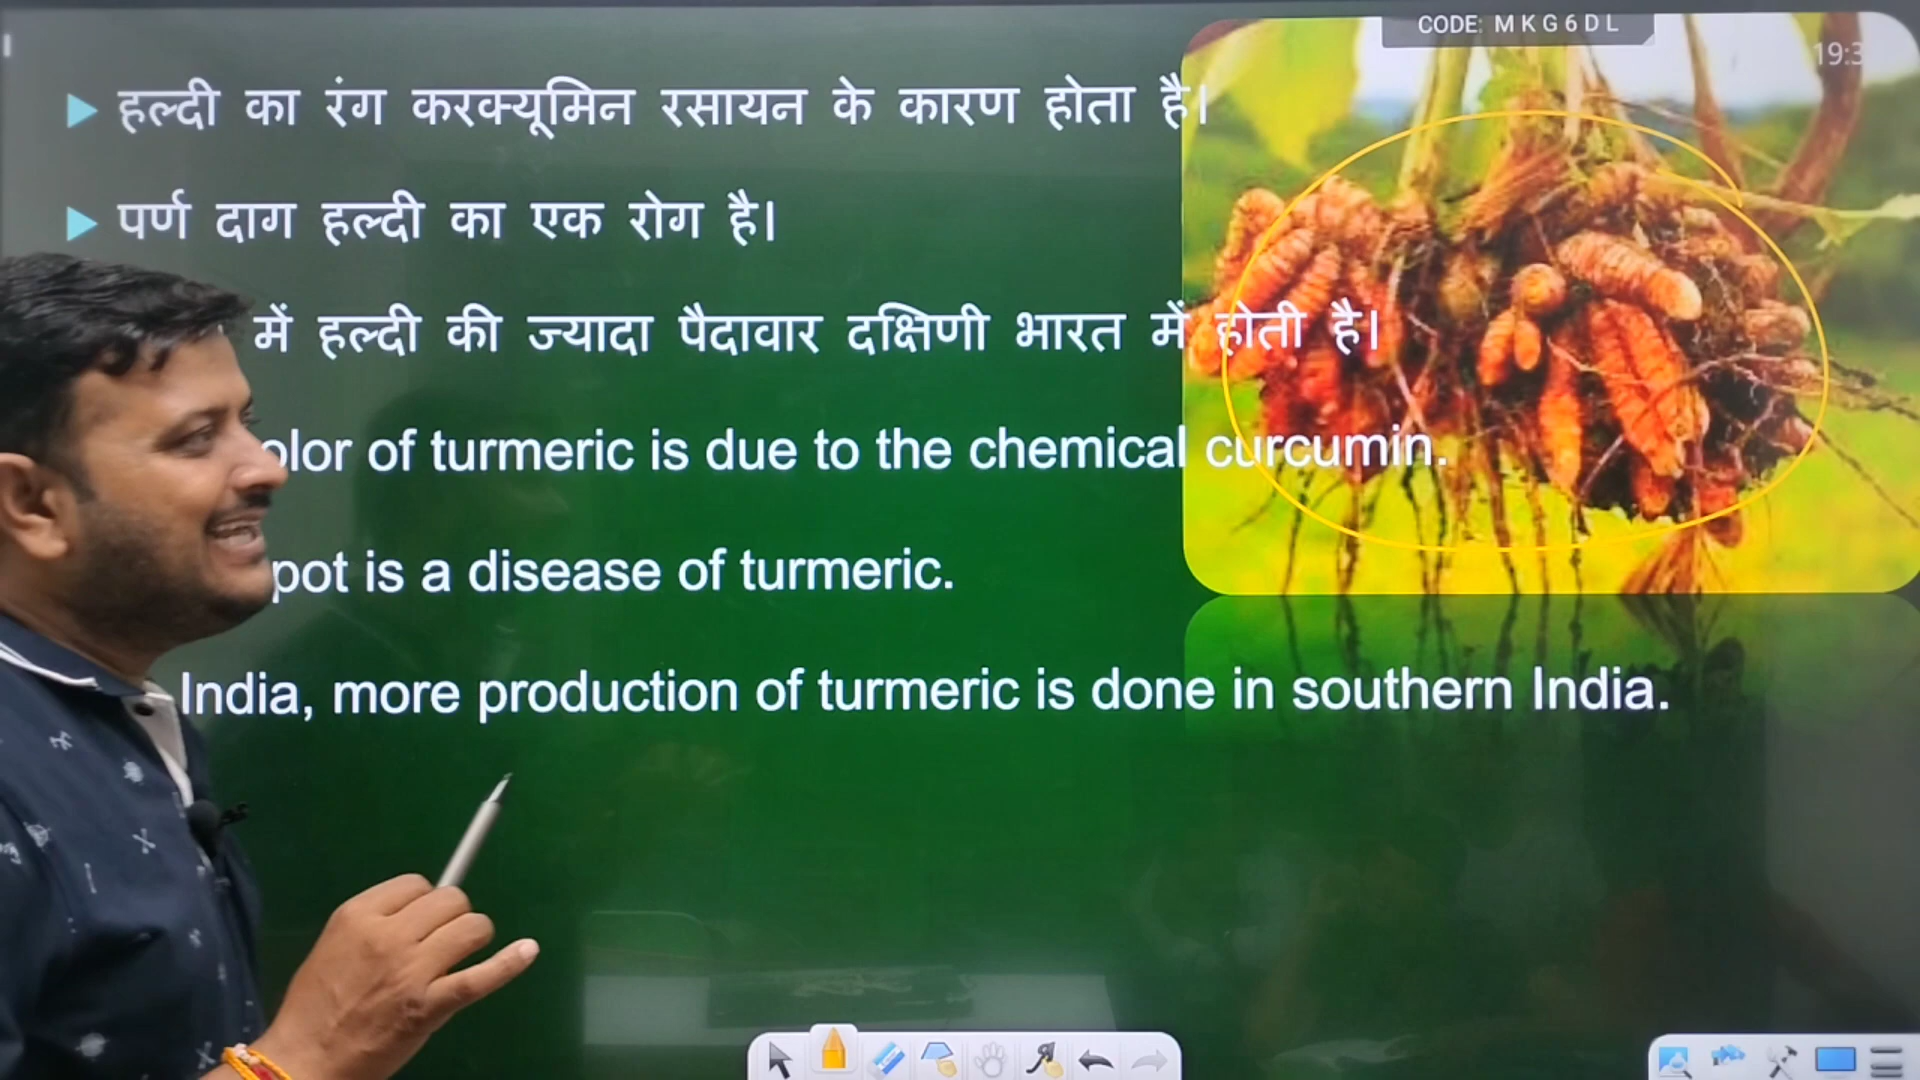 CODE: MKG6DL
19:3
हल्दी का रंग करक्यूमिन रसायन के कारण होता है।
पर्ण दाग हल्दी का एक रोग है।
में हल्दी की ज्यादा पैदावार दक्षिणी भारत में होती है।
olor of turmeric is due to the chemical curcumin.
pot is a disease of turmeric.
India, more production of turmeric is done in southern India.